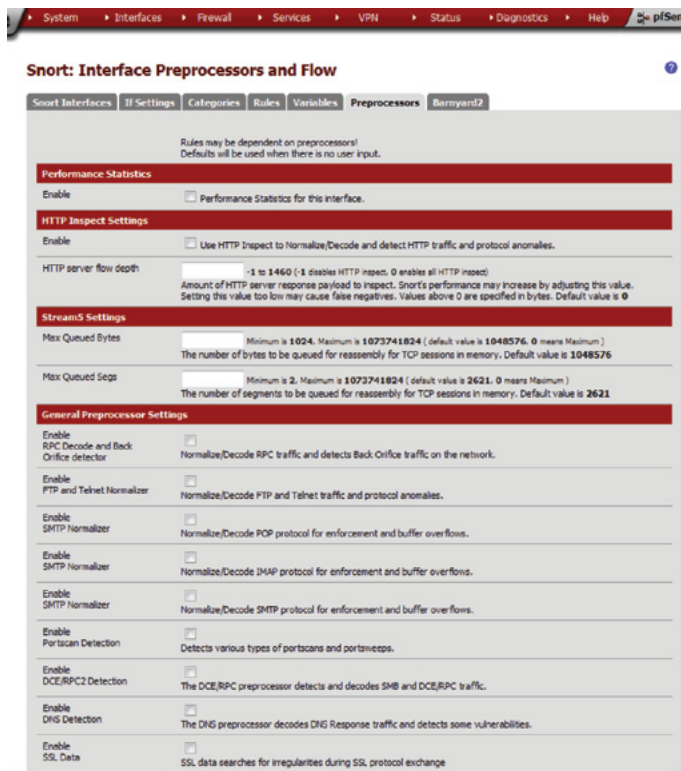 System Interfaces Firewall Services VPN Status Diagnostics Help pfSen
Snort: Interface Preprocessors and Flow
Snort Interfaces If Settings Categories Rules Variables Preprocessors Barnyard2
Rules may be dependent on preprocessors!
Defaults will be used when there is no user input.
Performance Statistics
Enable Performance Statistics for this interface.
HTTP Inspect Settings
Enable Use HTTP Inspect to Normalize/Decode and detect HTTP traffic and protocol anomalies.
HTTP server flow depth -1 to 1460 (-1 disables HTTP inspect, 0 enables all HTTP inspect)
Amount of HTTP server response payload to inspect. Snort's performance may increase by adjusting this value.
Setting this value too low may cause false negatives. Values above 0 are specified in bytes. Default value is 0
Stream5 Settings
Max Queued Bytes Minimum is 1024, Maximum is 1073741824 ( default value is 1048576, 0 means Maximum )
The number of bytes to be queued for reassembly for TCP sessions in memory. Default value is 1048576
Max Queued Segs Minimum is 2, Maximum is 1073741824 ( default value is 2621, 0 means Maximum )
The number of segments to be queued for reassembly for TCP sessions in memory. Default value is 2621
General Preprocessor Settings
Enable
RPC Decode and Back
Orifice detector
Normalize/Decode RPC traffic and detects Back Orifice traffic on the network.
Enable
FTP and Telnet Normalizer
Normalize/Decode FTP and Telnet traffic and protocol anomalies.
Enable
SMTP Normalizer
Normalize/Decode POP protocol for enforcement and buffer overflows.
Enable
SMTP Normalizer
Normalize/Decode IMAP protocol for enforcement and buffer overflows.
Enable
SMTP Normalizer
Normalize/Decode SMTP protocol for enforcement and buffer overflows.
Enable
Portscan Detection
Detects various types of portscans and portsweeps.
Enable
DCE/RPC2 Detection
The DCE/RPC preprocessor detects and decodes SMB and DCE/RPC traffic.
Enable
DNS Detection
The DNS preprocessor decodes DNS Response traffic and detects some vulnerabilities.
Enable
SSL Data
SSL data searches for irregularities during SSL protocol exchange